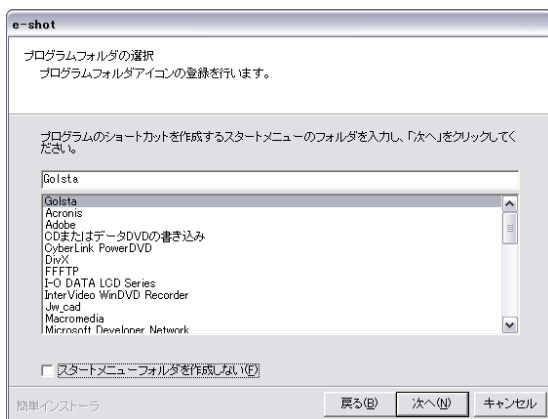 e-shot
プログラムフォルダの選択
プログラムフォルダアイコンの登録を行います。
プログラムのショートカットを作成するスタートメニューのフォルダを入力し、「次へ」をクリックしてく
ださい。
Golsta
Golsta
Acronis
Adobe
CDまたはデータDVDの書き込み
CyberLink PowerDVD
DivX
FFFTP
I-O DATA LCD Series
InterVideo WinDVD Recorder
Jw_cad
Macromedia
Microsoft Developer Network
スタートメニューフォルダを作成しない(F)
簡単インストーラ
戻る(B)
次へ(N)
キャンセル